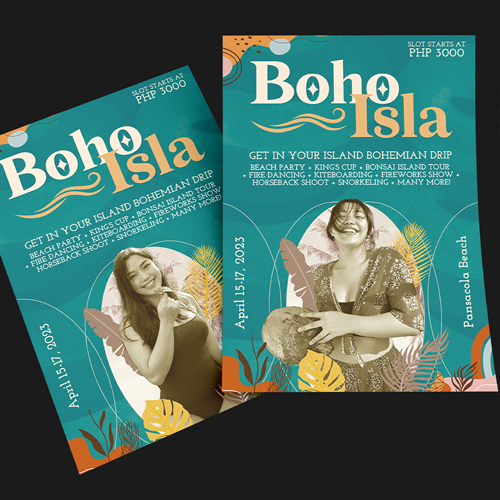 SLOT STARTS AT
PHP 3000
Boho
Isla
GET IN YOUR ISLAND BOHEMIAN DRIP
BEACH PARTY + KING'S CUP + BONSAI ISLAND TOUR
+ FIRE DANCING + KITEBOARDING + FIREWORKS SHOW +
HORSEBACK SHOOT + SNORKELING + MANY MORE!
April 15-17, 2023
SLOT STARTS AT
PHP 3000
Boho
Isla
GET IN YOUR ISLAND BOHEMIAN DRIP
BEACH PARTY + KING'S CUP + BONSAI ISLAND TOUR
+ FIRE DANCING + KITEBOARDING + FIREWORKS SHOW +
HORSEBACK SHOOT + SNORKELING + MANY MORE!
April 15-17, 2023
Pansacola Beach